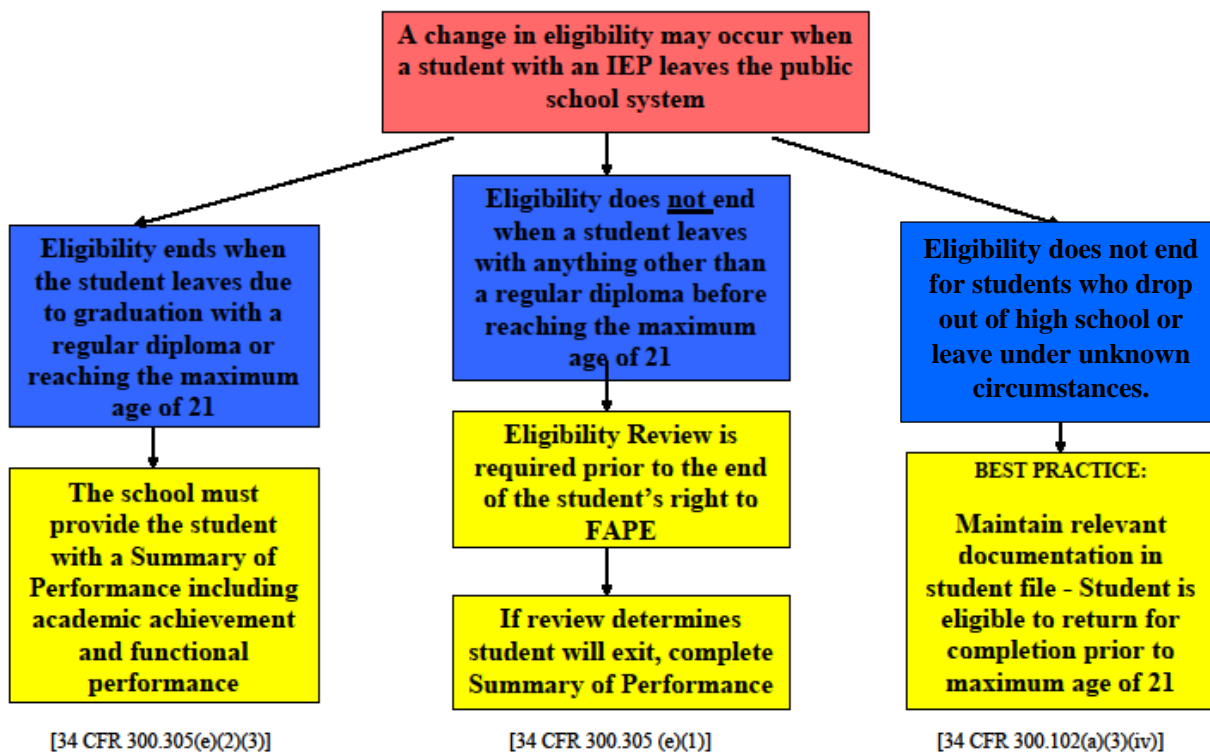 A change in eligibility may occur when
a student with an IEP leaves the public
school system
Eligibility ends when
the student leaves due
to graduation with a
regular diploma or
reaching the maximum
age of 21
The school must
provide the student
with a Summary of
Performance including
academic achievement
and functional
performance
[34 CFR 300.305(e)(2)(3)]
Eligibility does not end
when a student leaves
with anything other than
a regular diploma before
reaching the maximum
age of 21
Eligibility Review is
required prior to the end
of the student's right to
FAPE
If review determines
student will exit, complete
Summary of Performance
[34 CFR 300.305 (e)(1)]
Eligibility does not end
for students who drop
out of high school or
leave under unknown
circumstances.
BEST PRACTICE:
Maintain relevant
documentation in
student file - Student is
eligible to return for
completion prior to
maximum age of 21
[34 CFR 300.102(a)(3)(iv)]